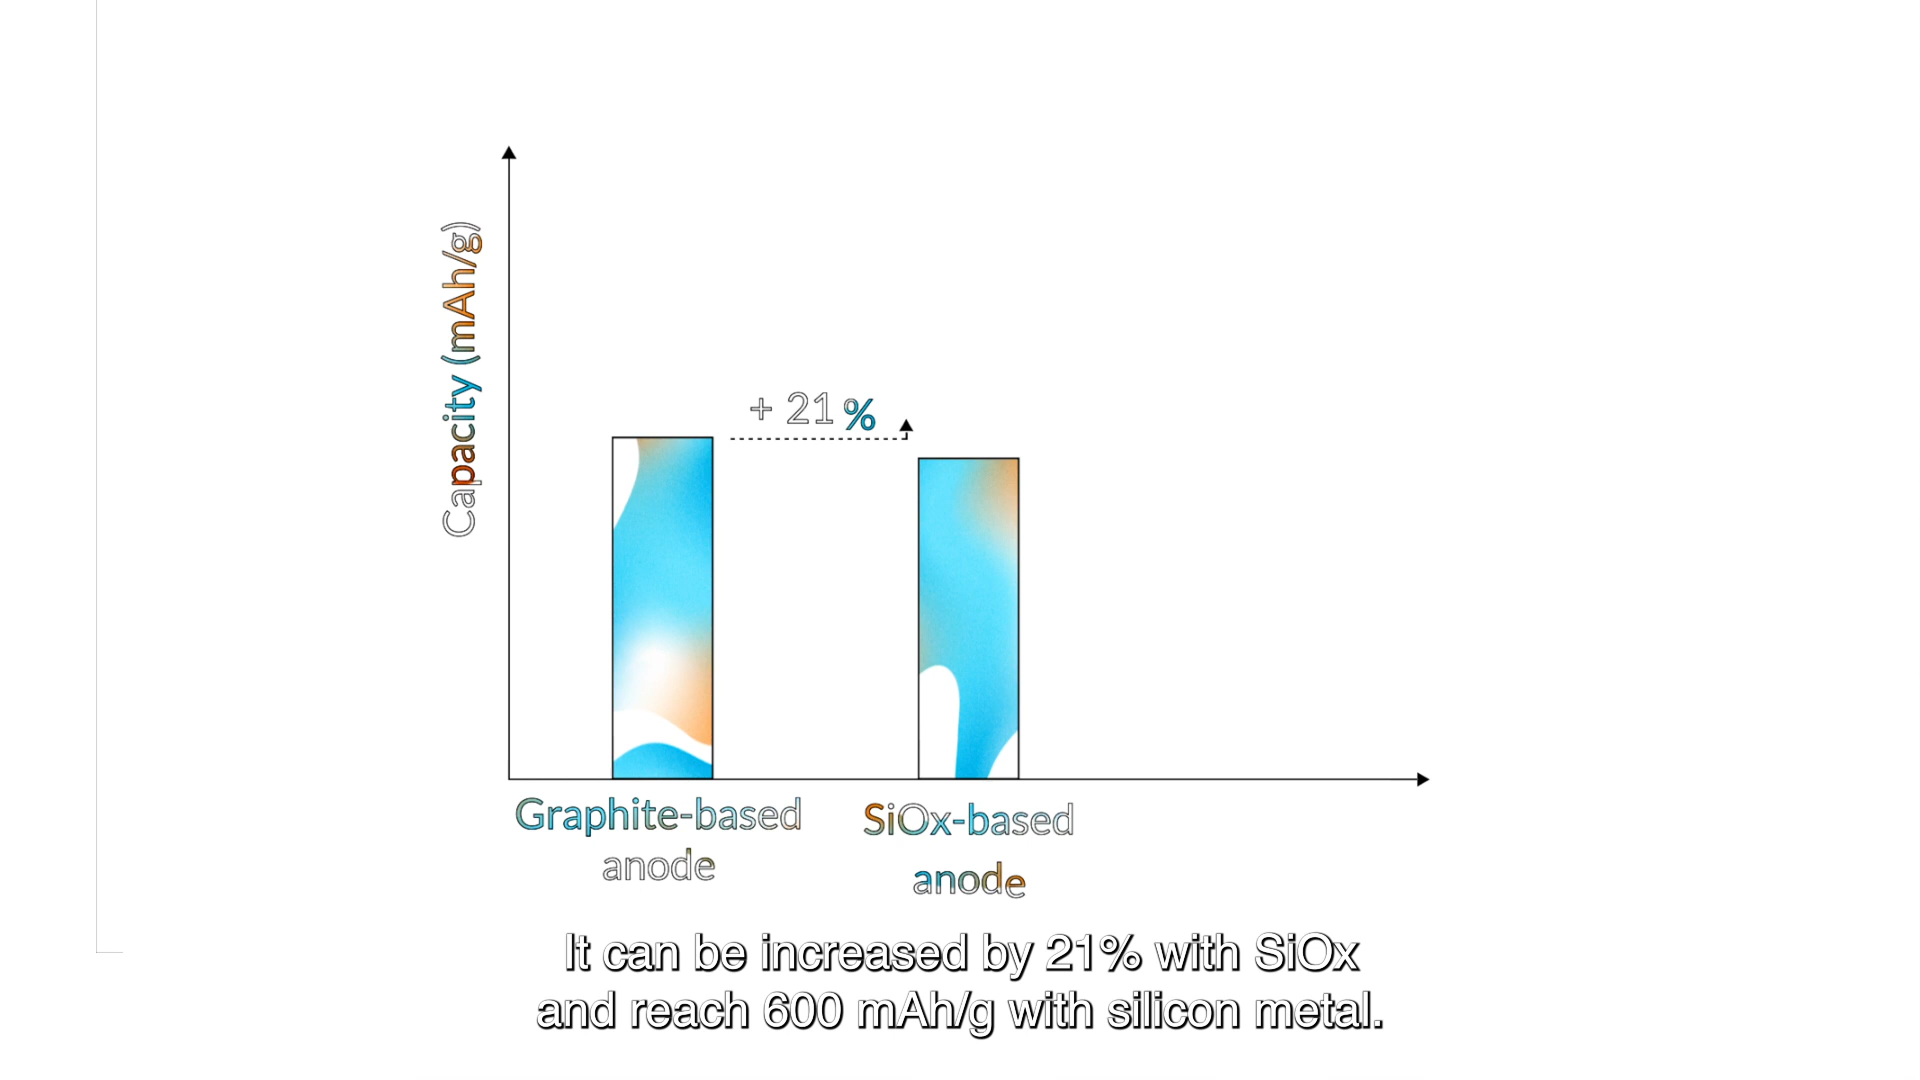 Capacity (mAh/g)
+ 21 %
Graphite-based
anode
SiOx-based
anode
It can be increased by 21% with SiOx
and reach 600 mAh/g with silicon metal.